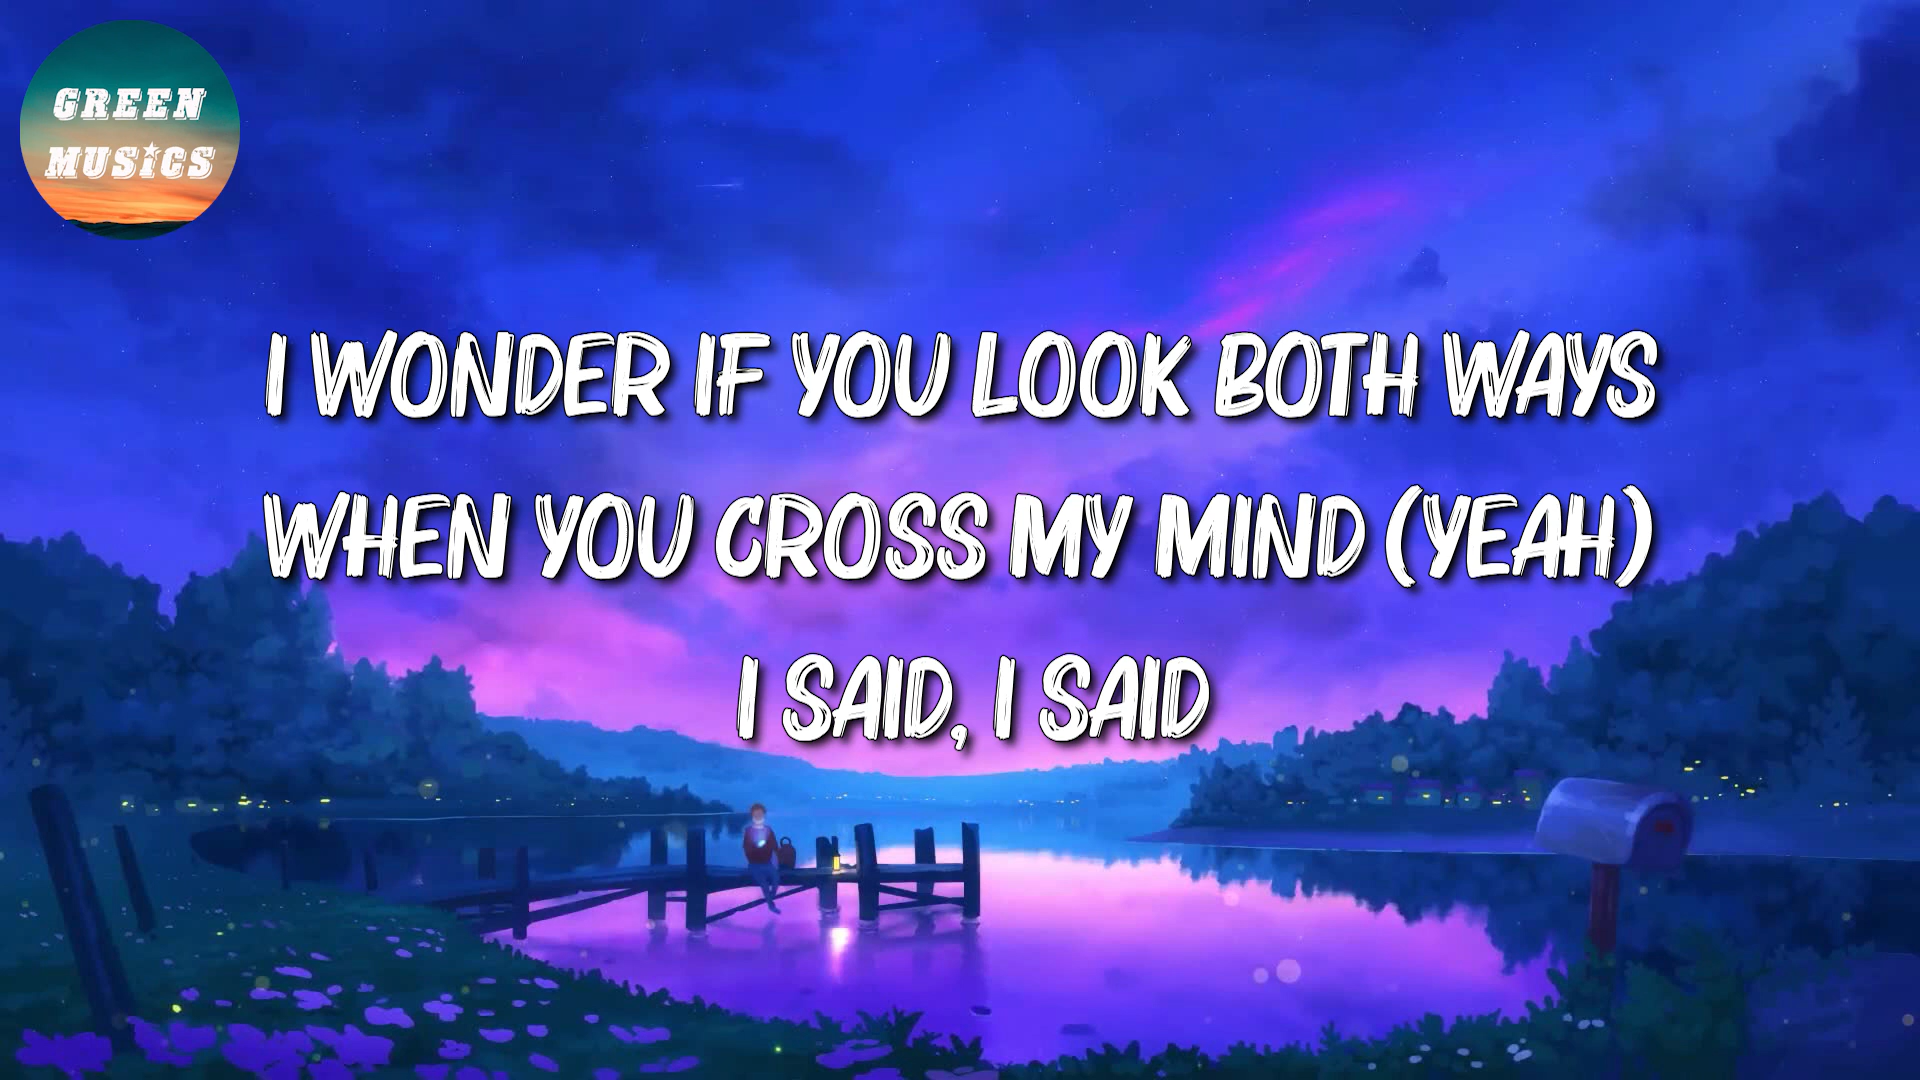 GREEN
MUSICS
I WONDER IF YOU LOOK BOTH WAYS
WHEN YOU CROSS MY MIND (YEAH)
I SAID, I SAID